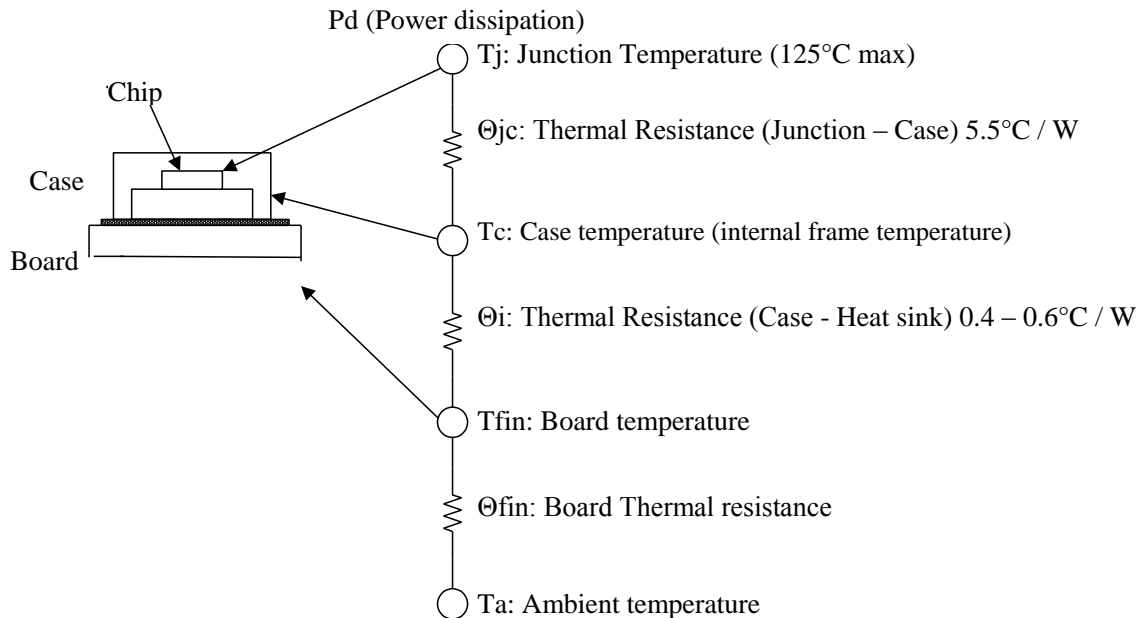 Pd (Power dissipation)
Tj: Junction Temperature (125°C max)
Chip
Θjc: Thermal Resistance (Junction – Case) 5.5°C / W
Case
Tc: Case temperature (internal frame temperature)
Board
Θi: Thermal Resistance (Case - Heat sink) 0.4 – 0.6°C / W
Tfin: Board temperature
Θfin: Board Thermal resistance
Ta: Ambient temperature